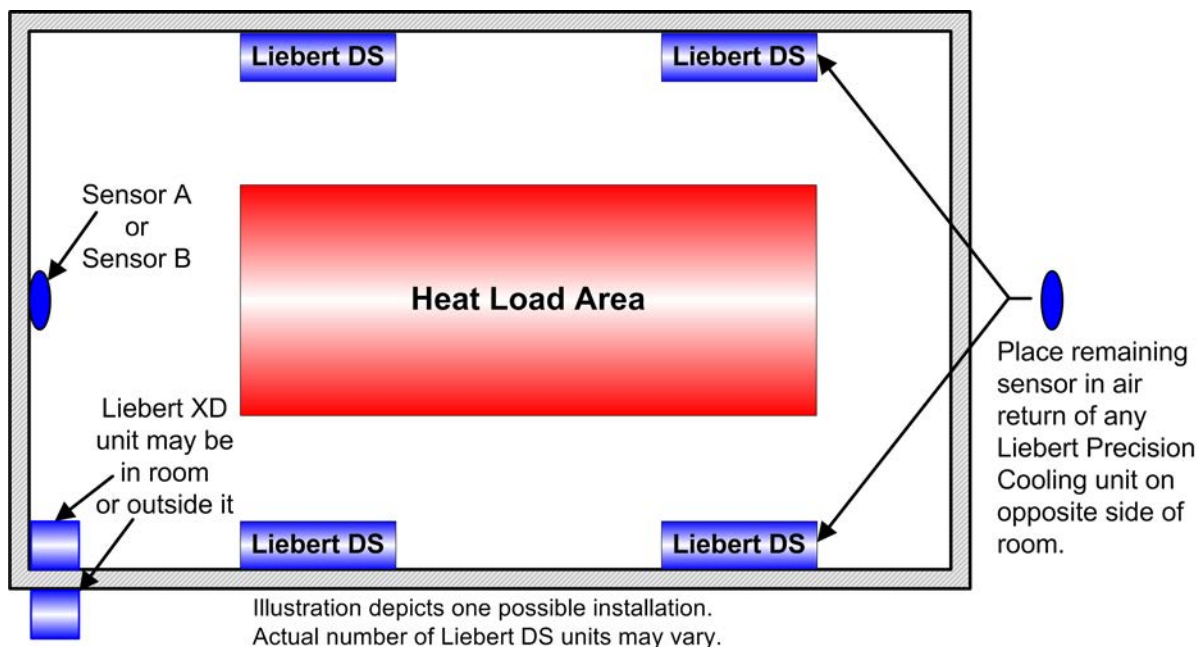 Liebert DS
Liebert DS
Sensor A
or
Sensor B
Heat Load Area
Place remaining
sensor in air
return of any
Liebert Precision
Cooling unit on
opposite side of
room.
Liebert XD
unit may be
in room
or outside it
Liebert DS
Liebert DS
Illustration depicts one possible installation.
Actual number of Liebert DS units may vary.